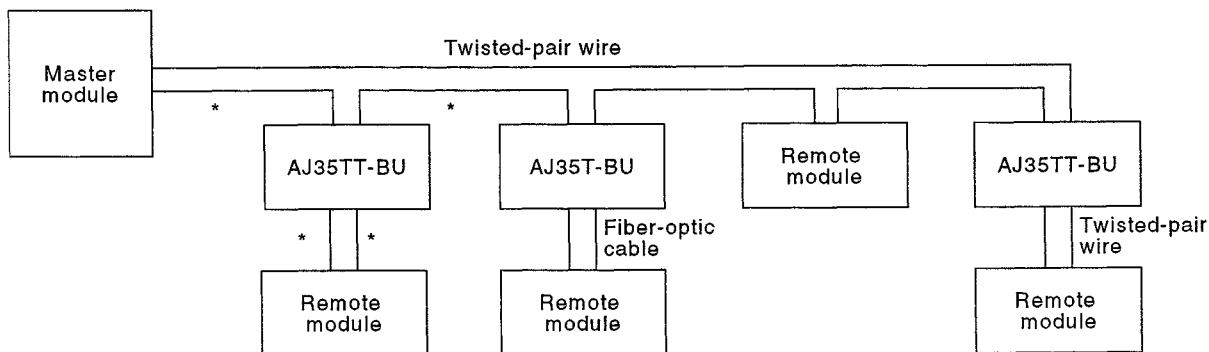 Twisted-pair wire
Master
module
*
*
AJ35TT-BU
AJ35T-BU
Remote
module
AJ35TT-BU
*
*
Fiber-optic
cable
Twisted-pair
wire
Remote
module
Remote
module
Remote
module